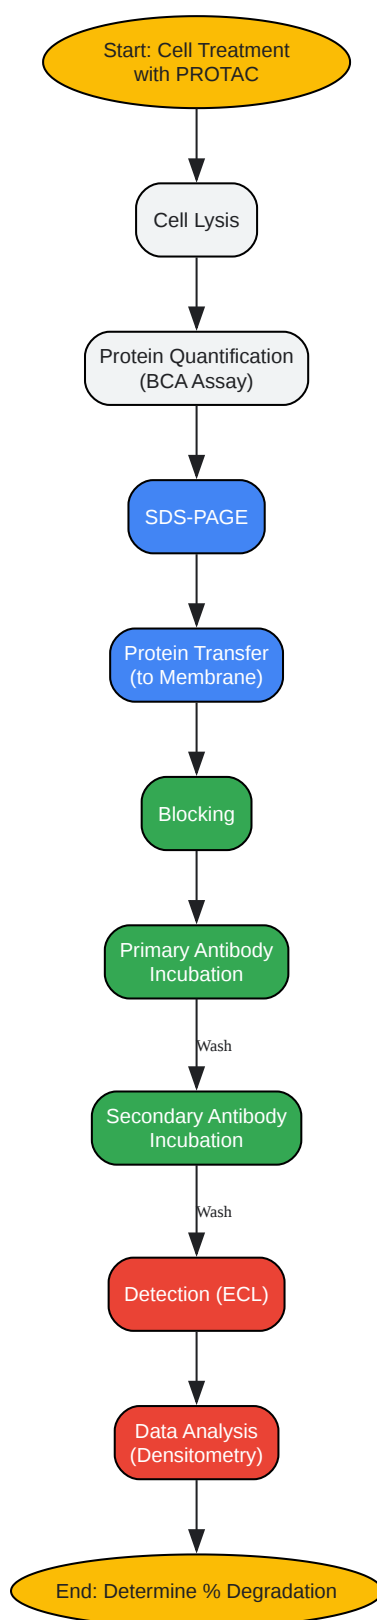 Start: Cell Treatment
with PROTAC
Cell Lysis
Protein Quantification
(BCA Assay)
SDS-PAGE
Protein Transfer
(to Membrane)
Blocking
Primary Antibody
Incubation
Wash
Secondary Antibody
Incubation
Wash
Detection (ECL)
Data Analysis
(Densitometry)
End: Determine % Degradation